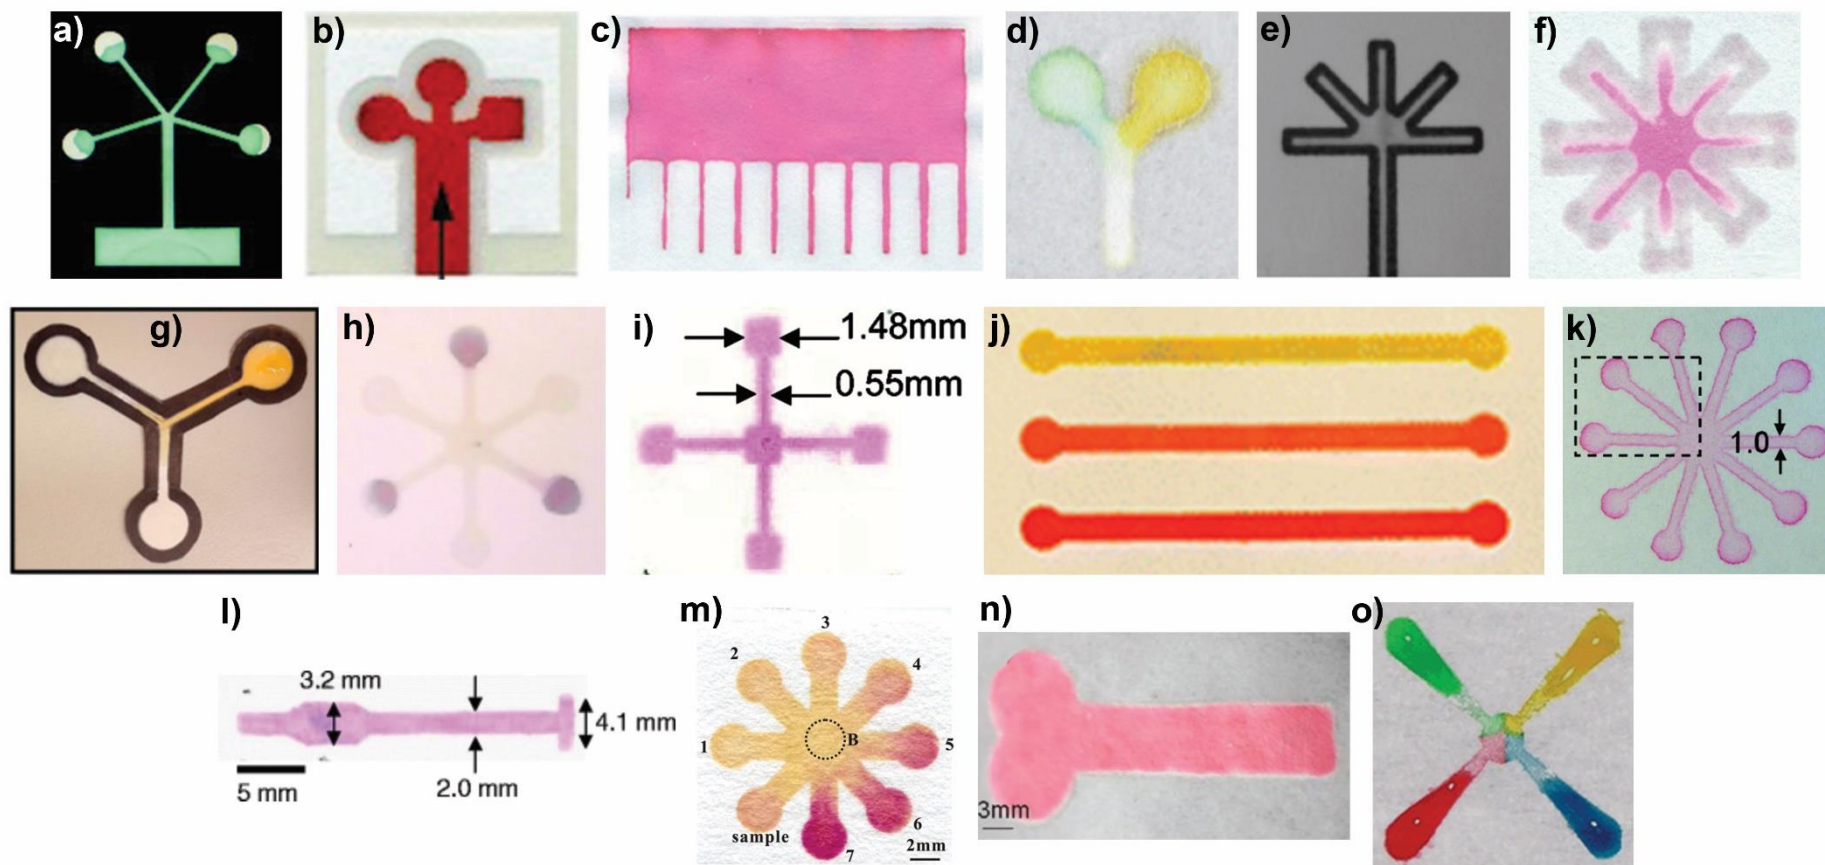 a)
b)
c)
d)
e)
f)
g)
h)
i)
1.48mm
0.55mm
j)
k)
1.0
l)
3.2 mm
4.1 mm
2.0 mm
5 mm
m)
3
2
4
1
B
5
sample
6
7
2mm
n)
3mm
o)